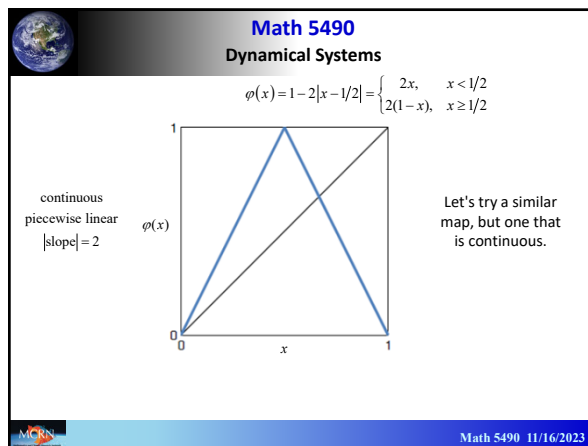 Math 5490
Dynamical Systems
φ(x) = 1 − 2|x − 1/2| = { 2x, x < 1/2
2(1 − x), x ≥ 1/2
1
continuous
piecewise linear
|slope| = 2
φ(x)
Let's try a similar
map, but one that
is continuous.
0
0 1
x
MCRN
Math 5490 11/16/2023